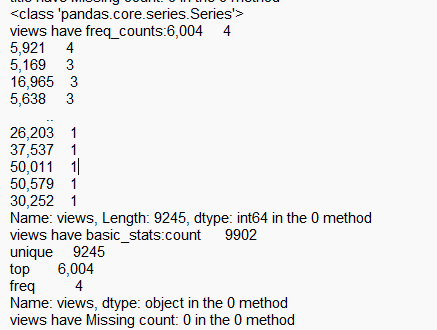 title have Missing count: 0 in the 0 method
<class 'pandas.core.series.Series'>
views have freq_counts:6,004 4
5,921 4
5,169 3
16,965 3
5,638 3
..
26,203 1
37,537 1
50,011 1
50,579 1
30,252 1
Name: views, Length: 9245, dtype: int64 in the 0 method
views have basic_stats:count 9902
unique 9245
top 6,004
freq 4
Name: views, dtype: object in the 0 method
views have Missing count: 0 in the 0 method